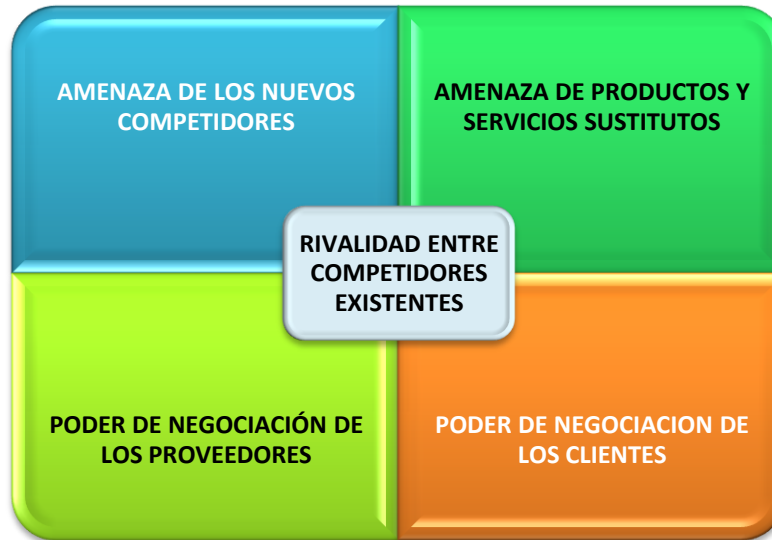 AMENAZA DE LOS NUEVOS
COMPETIDORES
AMENAZA DE PRODUCTOS Y
SERVICIOS SUSTITUTOS
RIVALIDAD ENTRE
COMPETIDORES
EXISTENTES
PODER DE NEGOCIACIÓN DE
LOS PROVEEDORES
PODER DE NEGOCIACION DE
LOS CLIENTES